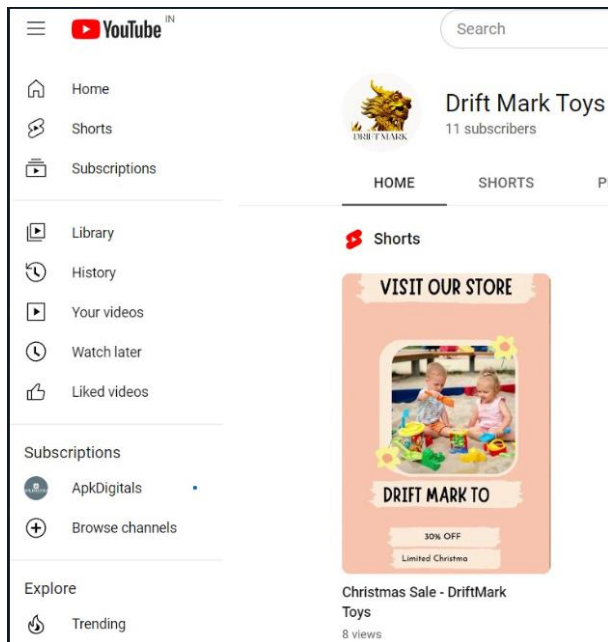 YouTube IN
Search
Home
Shorts
Subscriptions
Library
History
Your videos
Watch later
Liked videos
Subscriptions
ApkDigitals
Browse channels
Explore
Trending
DRIFT MARK
Drift Mark Toys
11 subscribers
HOME SHORTS
Shorts
VISIT OUR STORE
DRIFT MARK TO
30% OFF
Limited Christma
Christmas Sale - DriftMark
Toys
8 views